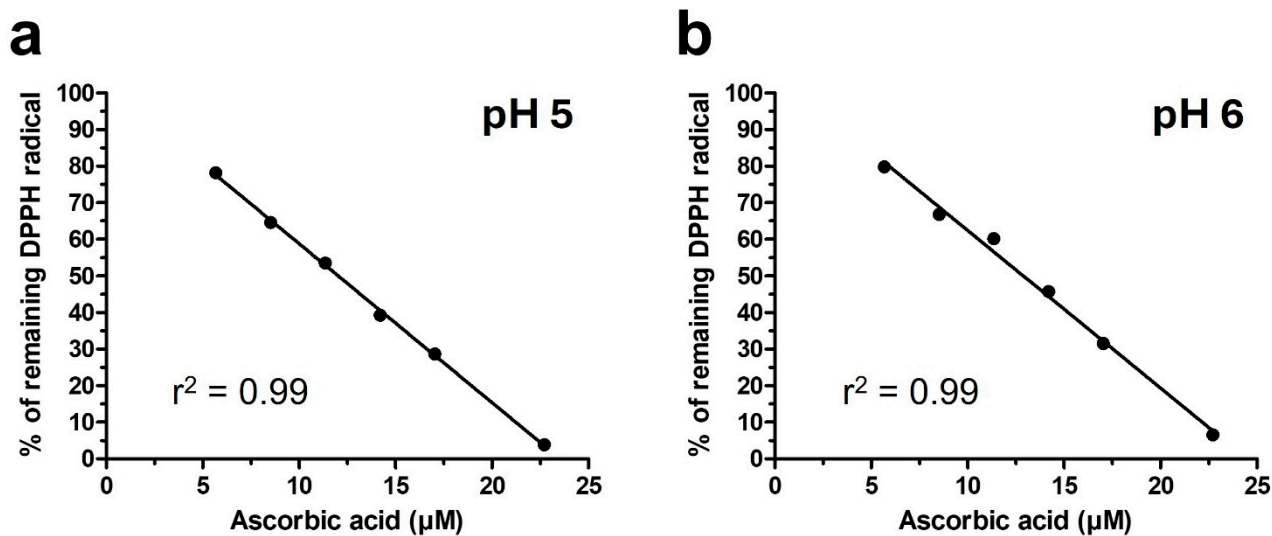 a
pH 5
% of remaining DPPH radical
100
90
80
70
60
50
40
30
20
10
0
r² = 0.99
0 5 10 15 20 25
Ascorbic acid (µM)
b
pH 6
% of remaining DPPH radical
100
90
80
70
60
50
40
30
20
10
0
r² = 0.99
0 5 10 15 20 25
Ascorbic acid (µM)